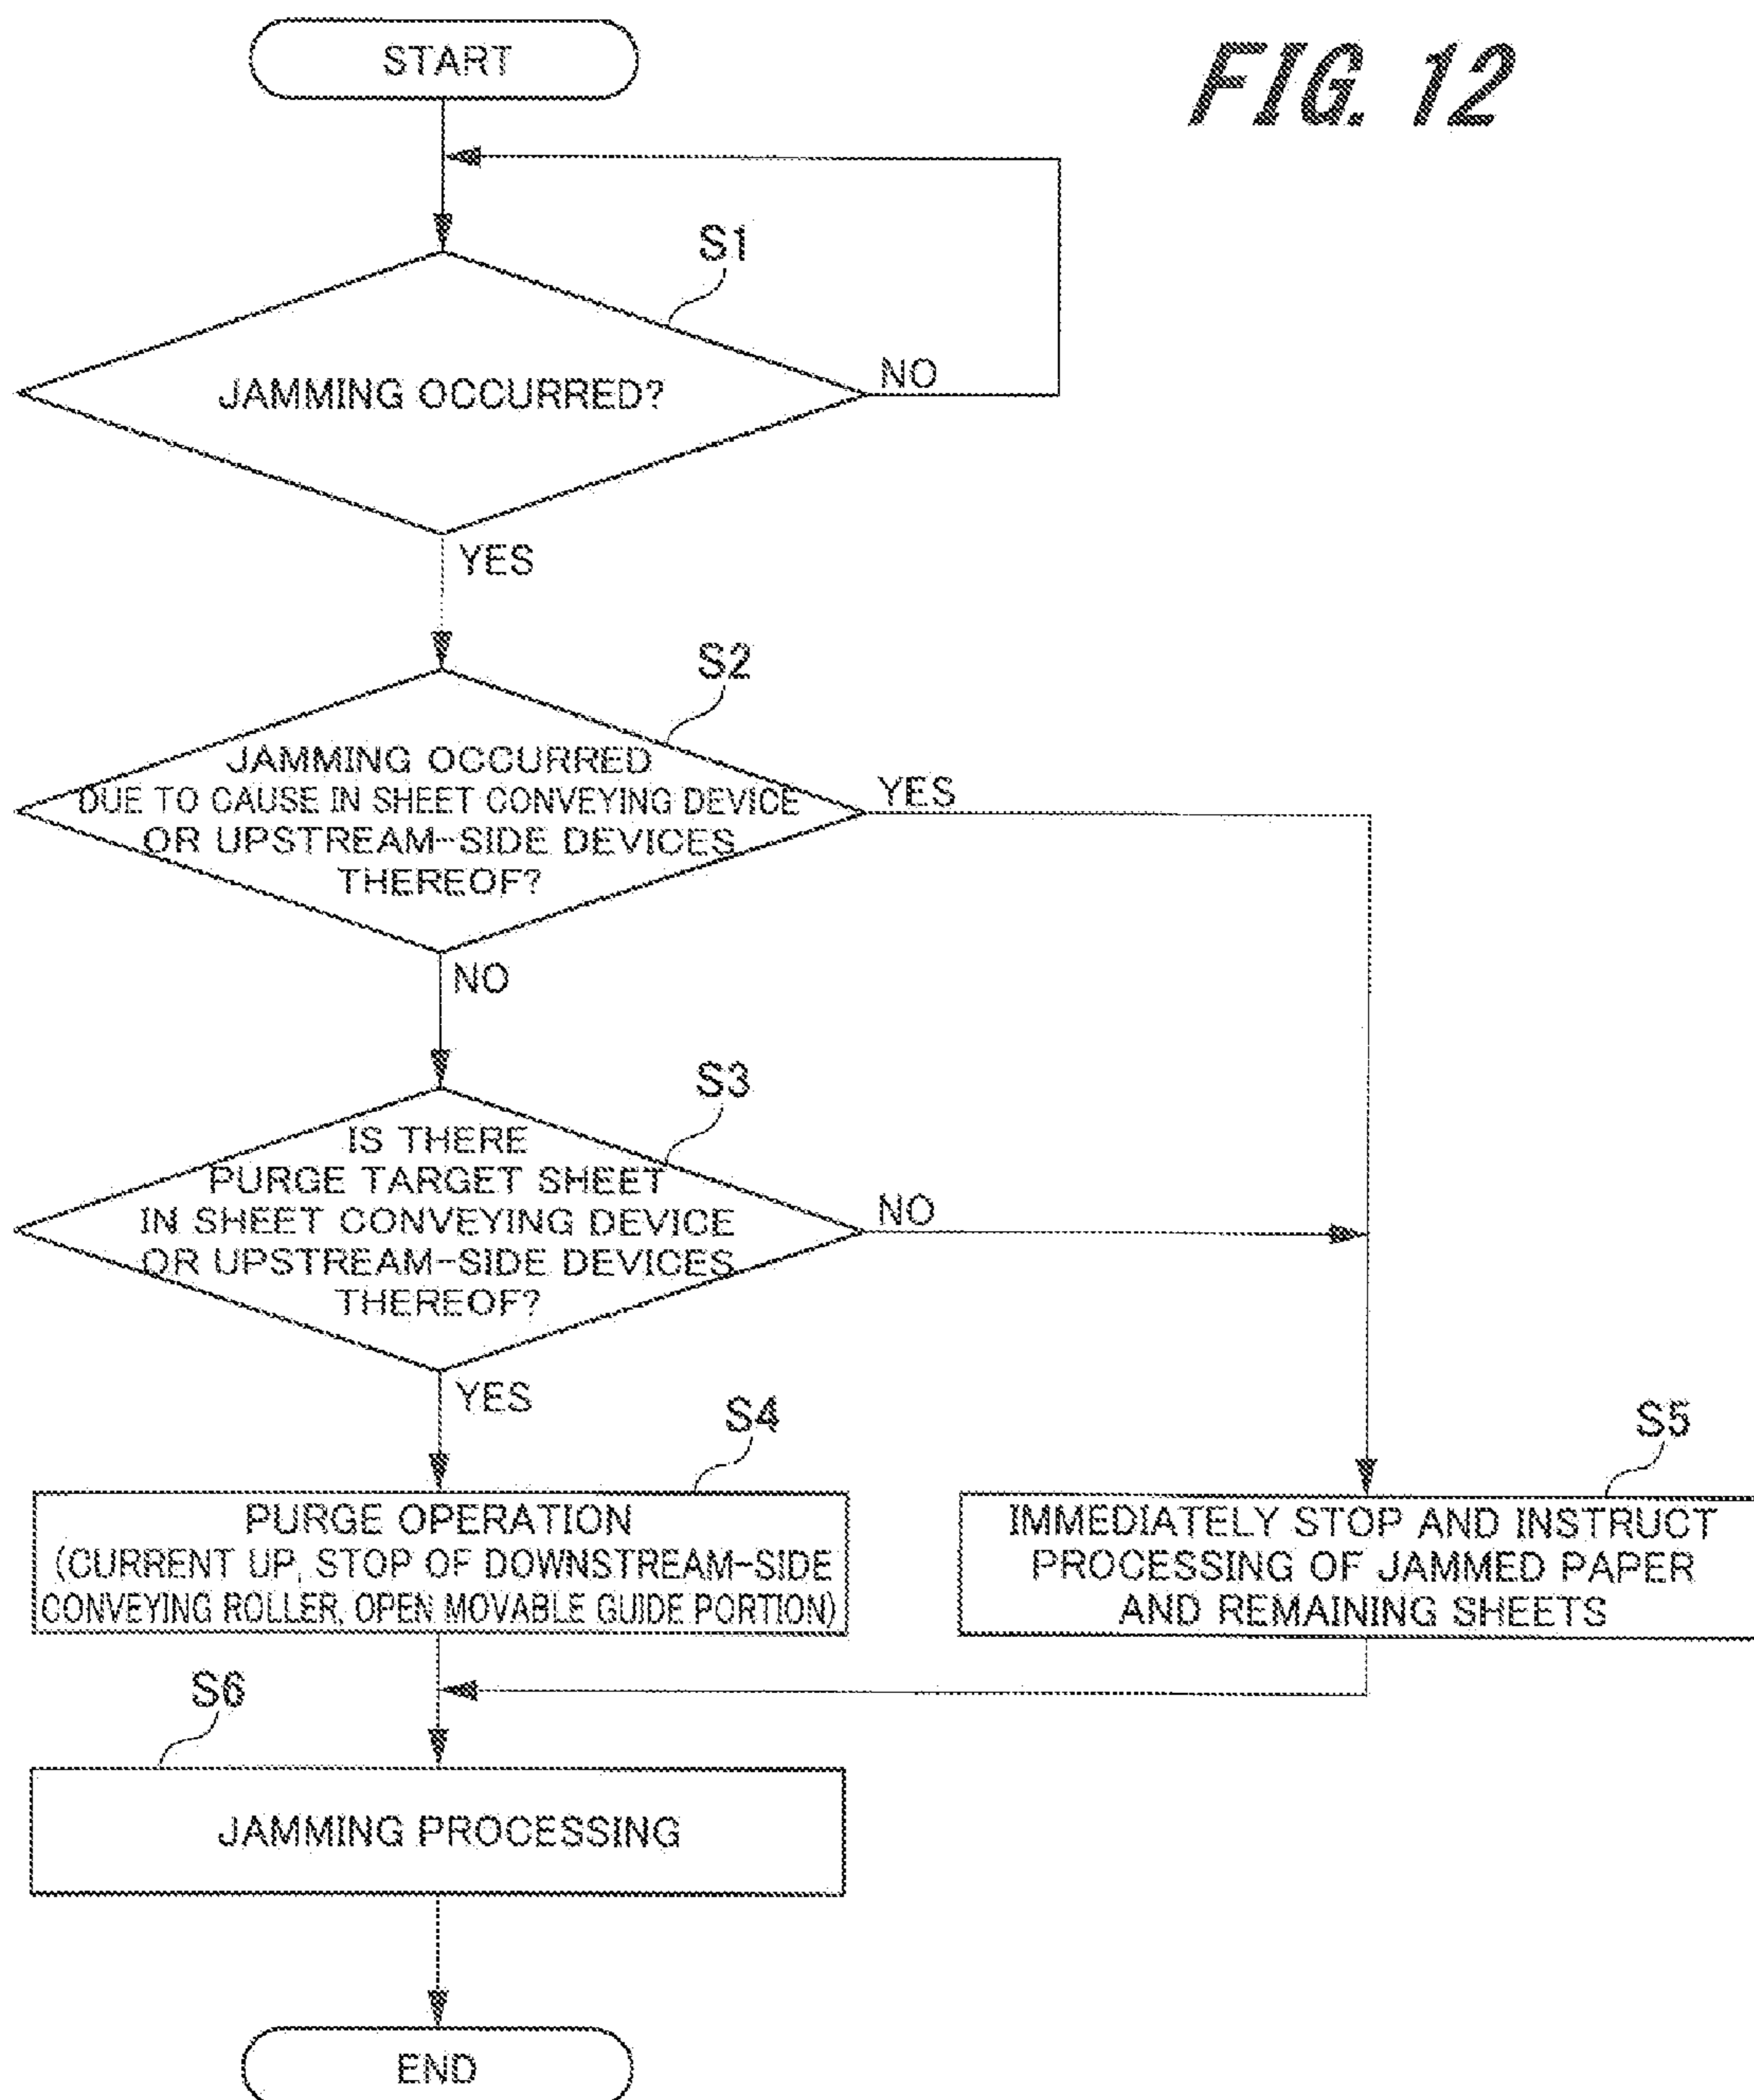 FIG. 12
START
S1
JAMMING OCCURRED?
NO
YES
S2
JAMMING OCCURRED
DUE TO CAUSE IN SHEET CONVEYING DEVICE
OR UPSTREAM-SIDE DEVICES
THEREOF?
YES
NO
S3
IS THERE
PURGE TARGET SHEET
IN SHEET CONVEYING DEVICE
OR UPSTREAM-SIDE DEVICES
THEREOF?
NO
YES
S4
PURGE OPERATION
(CURRENT UP, STOP OF DOWNSTREAM-SIDE
CONVEYING ROLLER, OPEN MOVABLE GUIDE PORTION)
S5
IMMEDIATELY STOP AND INSTRUCT
PROCESSING OF JAMMED PAPER
AND REMAINING SHEETS
S6
JAMMING PROCESSING
END